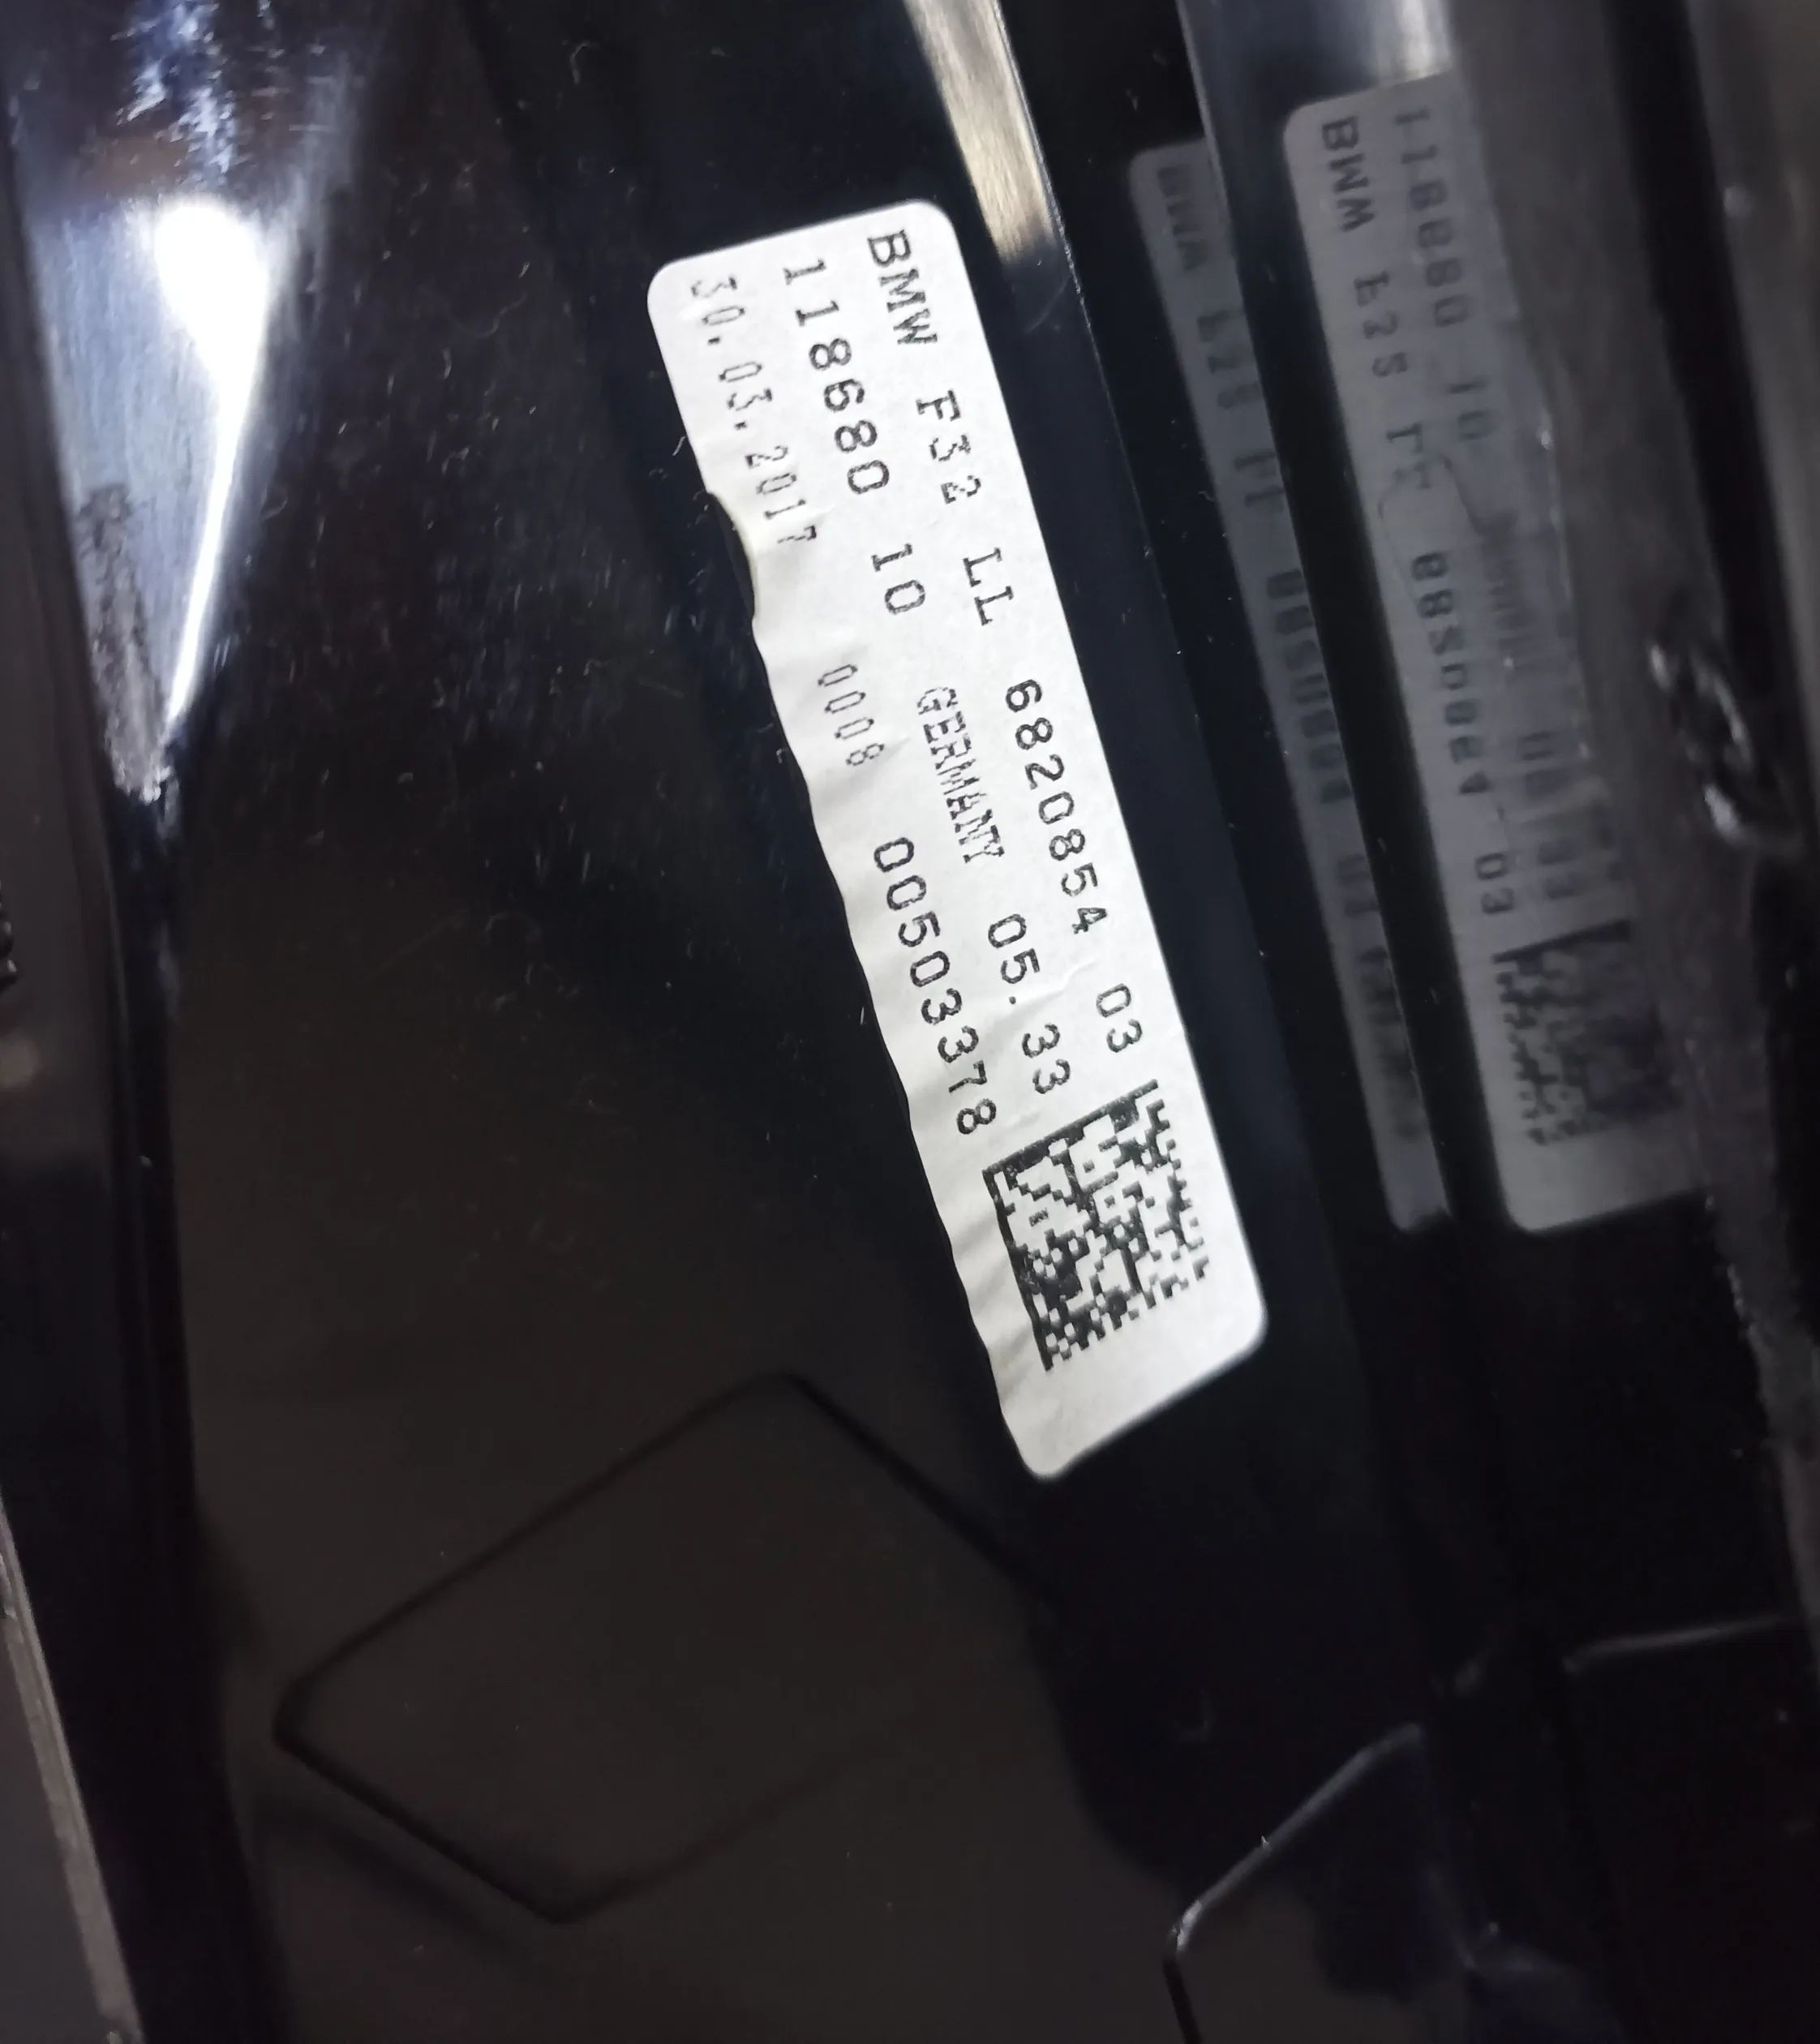 BMW F32 LL 6820854 03
118680 10 GERMANY 05.33
30.03.2017 0008 00503378